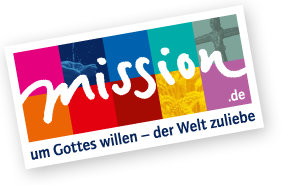 mission
.de
um Gottes willen – der Welt zuliebe